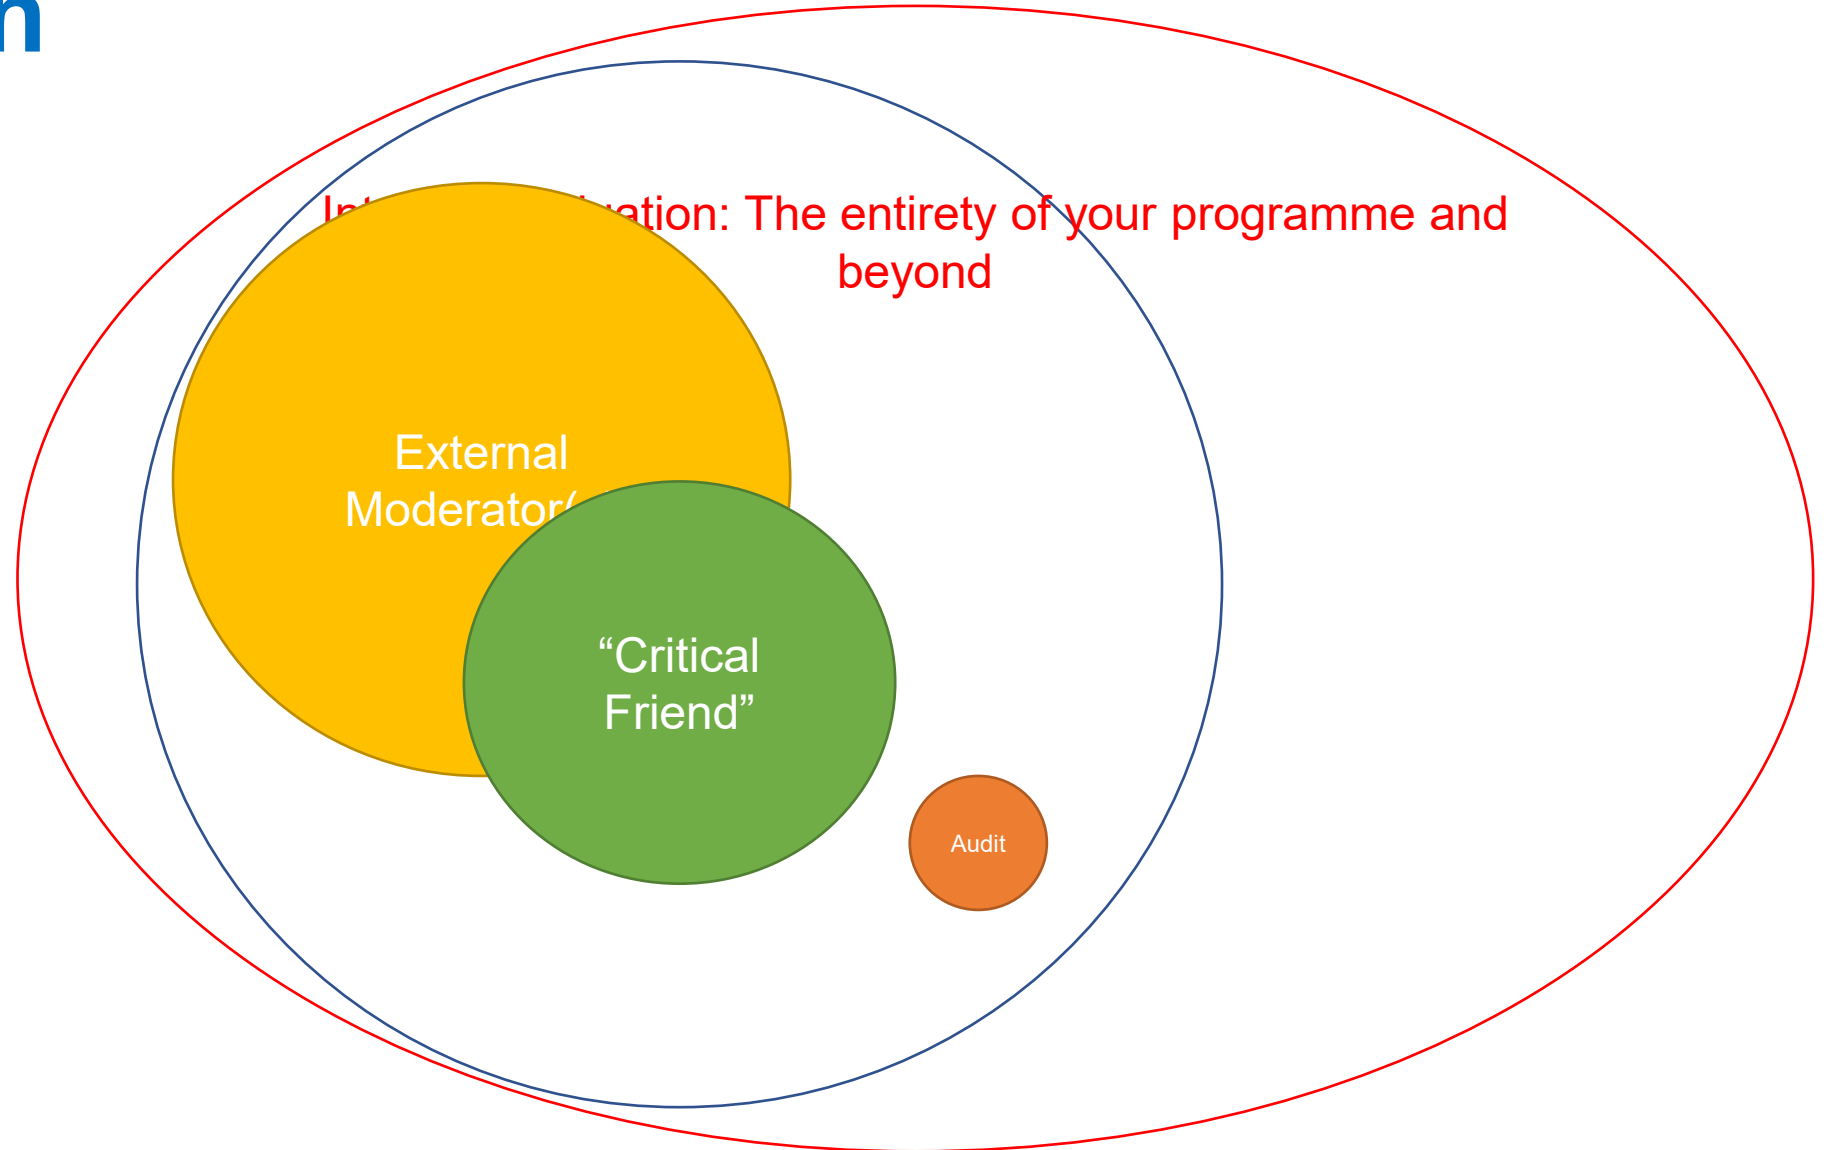 n
ation: The entirety of your programme and
beyond
External
Moderator(
“Critical
Friend”
Audit